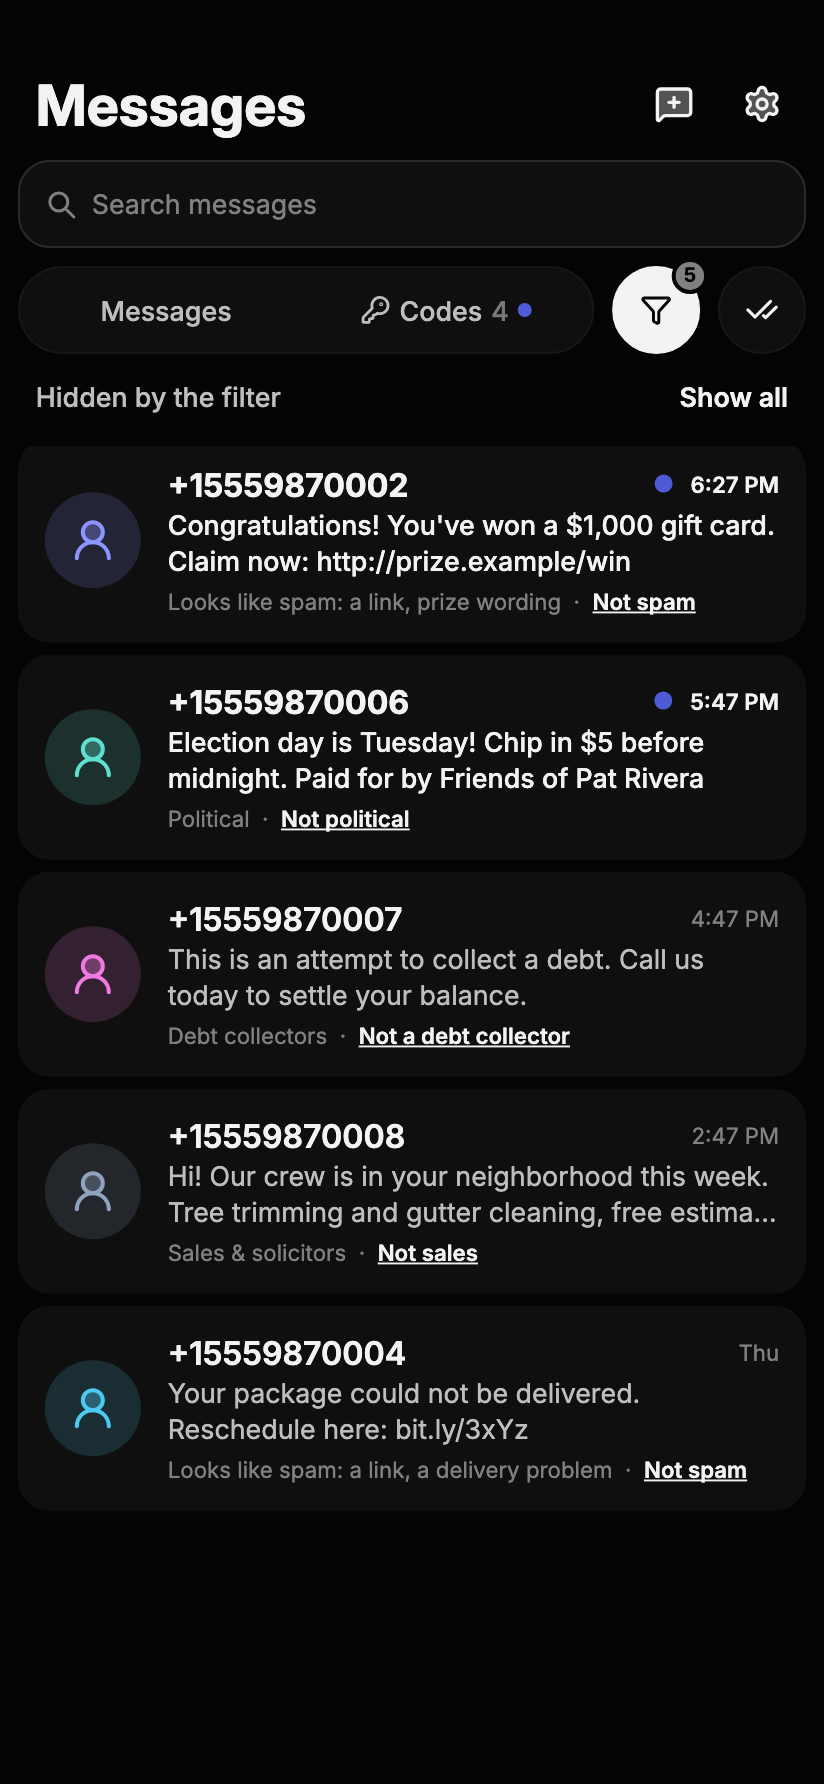 Messages
Search messages
Messages
Codes 4
5
Hidden by the filter
Show all
+15559870002
6:27 PM
Congratulations! You've won a $1,000 gift card.
Claim now: http://prize.example/win
Looks like spam: a link, prize wording · Not spam
+15559870006
5:47 PM
Election day is Tuesday! Chip in $5 before
midnight. Paid for by Friends of Pat Rivera
Political · Not political
+15559870007
4:47 PM
This is an attempt to collect a debt. Call us
today to settle your balance.
Debt collectors · Not a debt collector
+15559870008
2:47 PM
Hi! Our crew is in your neighborhood this week.
Tree trimming and gutter cleaning, free estima...
Sales & solicitors · Not sales
+15559870004
Thu
Your package could not be delivered.
Reschedule here: bit.ly/3xYz
Looks like spam: a link, a delivery problem · Not spam